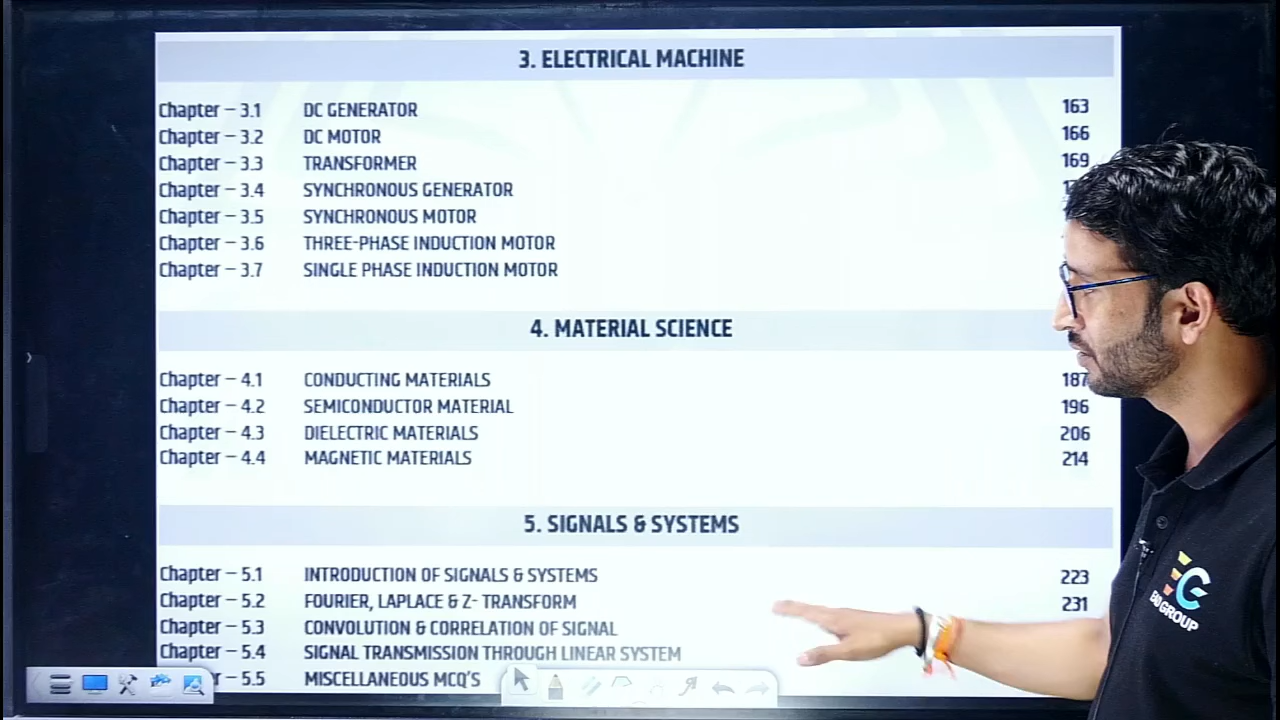 3. ELECTRICAL MACHINE
Chapter – 3.1 DC GENERATOR 163
Chapter – 3.2 DC MOTOR 166
Chapter – 3.3 TRANSFORMER 169
Chapter – 3.4 SYNCHRONOUS GENERATOR
Chapter – 3.5 SYNCHRONOUS MOTOR
Chapter – 3.6 THREE-PHASE INDUCTION MOTOR
Chapter – 3.7 SINGLE PHASE INDUCTION MOTOR
4. MATERIAL SCIENCE
Chapter – 4.1 CONDUCTING MATERIALS 187
Chapter – 4.2 SEMICONDUCTOR MATERIAL 196
Chapter – 4.3 DIELECTRIC MATERIALS 206
Chapter – 4.4 MAGNETIC MATERIALS 214
5. SIGNALS & SYSTEMS
Chapter – 5.1 INTRODUCTION OF SIGNALS & SYSTEMS 223
Chapter – 5.2 FOURIER, LAPLACE & Z- TRANSFORM 231
Chapter – 5.3 CONVOLUTION & CORRELATION OF SIGNAL
Chapter – 5.4 SIGNAL TRANSMISSION THROUGH LINEAR SYSTEM
r – 5.5 MISCELLANEOUS MCQ'S
GROUP